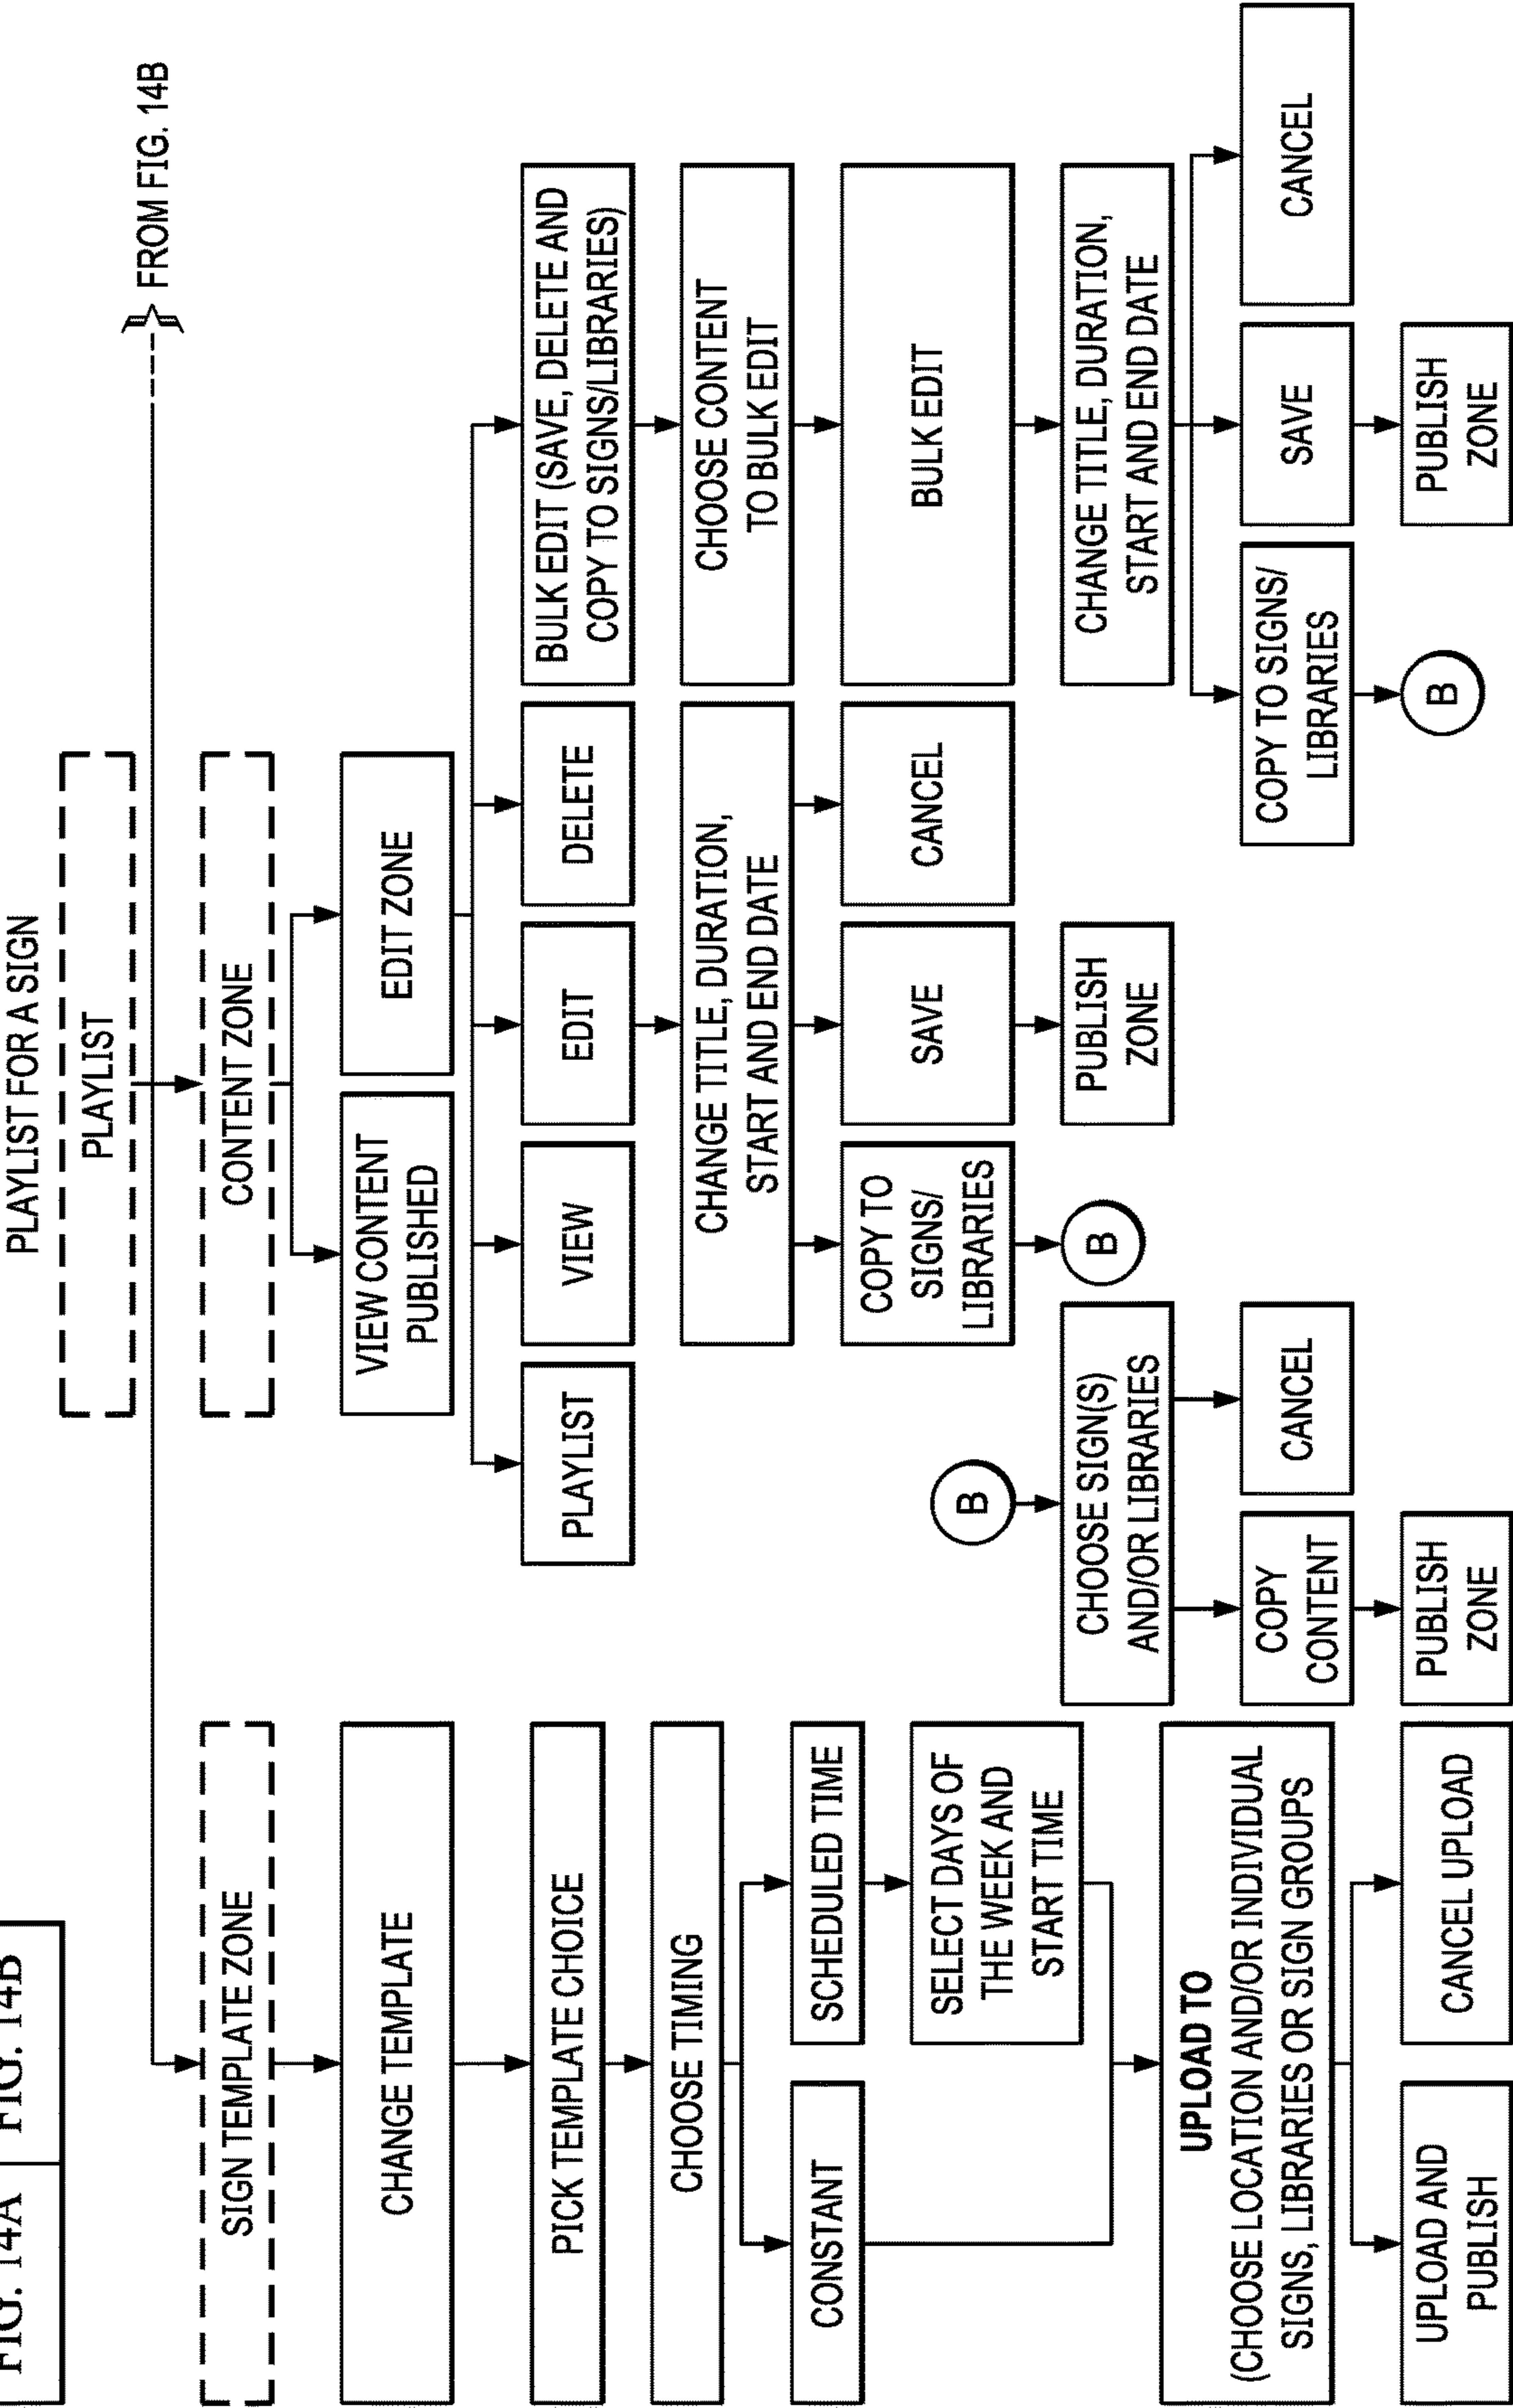 FIG. 14A
FIG. 14B
PLAYLIST FOR A SIGN
PLAYLIST
FROM FIG. 14B
SIGN TEMPLATE ZONE
CHANGE TEMPLATE
PICK TEMPLATE CHOICE
CHOOSE TIMING
CONSTANT
SCHEDULED TIME
SELECT DAYS OF
THE WEEK AND
START TIME
UPLOAD TO
(CHOOSE LOCATION AND/OR INDIVIDUAL
SIGNS, LIBRARIES OR SIGN GROUPS
UPLOAD AND
PUBLISH
CANCEL UPLOAD
CONTENT ZONE
VIEW CONTENT
PUBLISHED
EDIT ZONE
PLAYLIST
VIEW
EDIT
DELETE
BULK EDIT (SAVE, DELETE AND
COPY TO SIGNS/LIBRARIES)
CHANGE TITLE, DURATION,
START AND END DATE
CHOOSE CONTENT
TO BULK EDIT
COPY TO
SIGNS/
LIBRARIES
SAVE
CANCEL
BULK EDIT
B
B
PUBLISH
ZONE
CHOOSE SIGN(S)
AND/OR LIBRARIES
CHANGE TITLE, DURATION,
START AND END DATE
COPY
CONTENT
CANCEL
COPY TO SIGNS/
LIBRARIES
SAVE
CANCEL
PUBLISH
ZONE
B
PUBLISH
ZONE